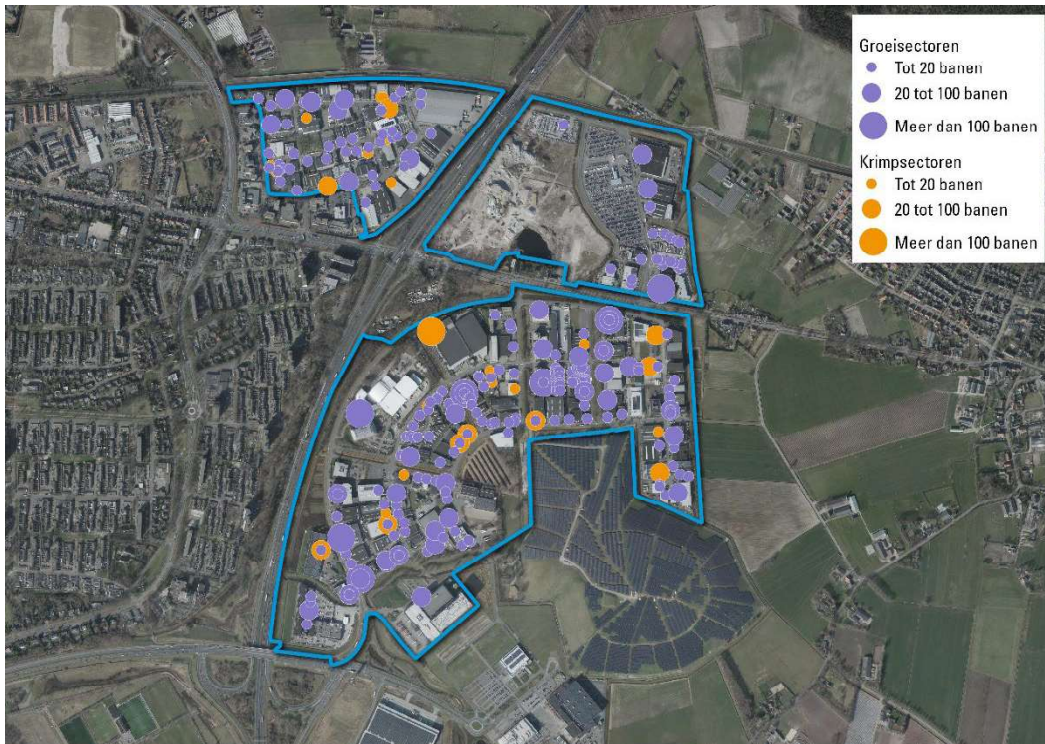 Groeisectoren
Tot 20 banen
20 tot 100 banen
Meer dan 100 banen
Krimpsectoren
Tot 20 banen
20 tot 100 banen
Meer dan 100 banen